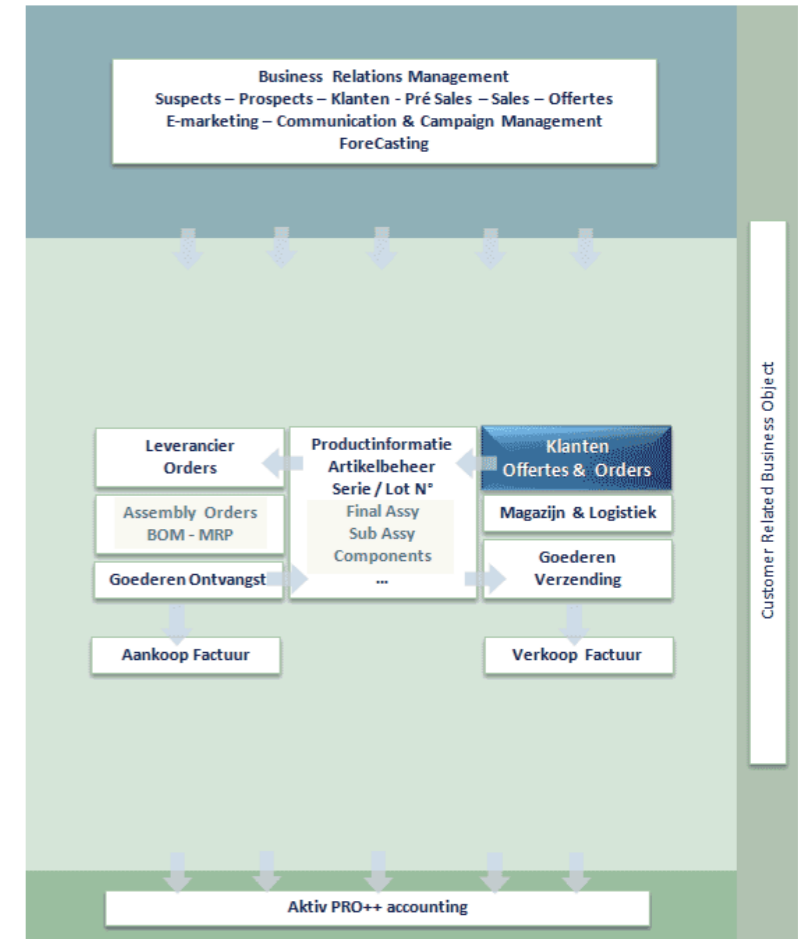 Business Relations Management
Suspects – Prospects – Klanten - Pré Sales – Sales – Offertes
E-marketing – Communication & Campaign Management
ForeCasting
Leverancier
Orders
Assembly Orders
BOM - MRP
Goederen Ontvangst
Aankoop Factuur
Productinformatie
Artikelbeheer
Serie / Lot N°
Final Assy
Sub Assy
Components
...
Klanten
Offertes & Orders
Magazijn & Logistiek
Goederen
Verzending
Verkoop Factuur
Customer Related Business Object
Aktiv PRO++ accounting